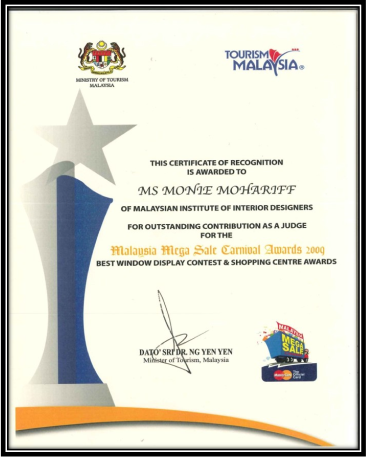 MINISTRY OF TOURISM
MALAYSIA
TOURISM
MALAYSIA®
THIS CERTIFICATE OF RECOGNITION
IS AWARDED TO
MS MONIE MOHARIFF
OF MALAYSIAN INSTITUTE OF INTERIOR DESIGNERS
FOR OUTSTANDING CONTRIBUTION AS A JUDGE
FOR THE
Malaysia Mega Sale Carnival Awards 2009
BEST WINDOW DISPLAY CONTEST & SHOPPING CENTRE AWARDS
DATO' SRI DR. NG YEN YEN
Minister of Tourism, Malaysia
MALAYSIA
MEGA
SALE